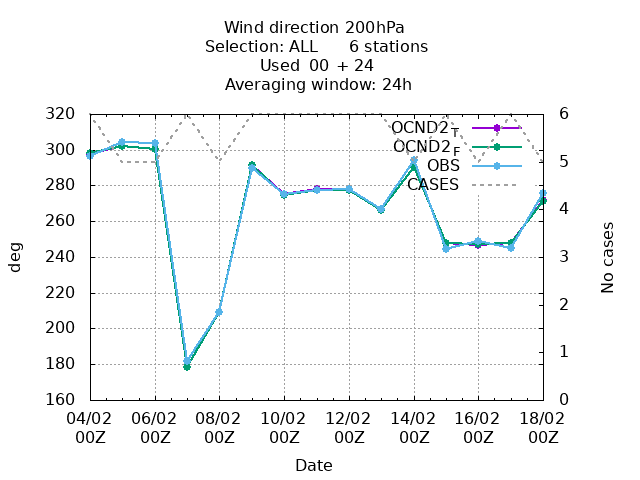 Wind direction 200hPa
Selection: ALL      6 stations
Used  00  + 24
Averaging window: 24h
320
300
280
260
240
220
200
180
160
6
5
4
3
2
1
0
deg
No cases
OCND2_T
OCND2_F
OBS
CASES
04/02 06/02 08/02 10/02 12/02 14/02 16/02 18/02
00Z 00Z 00Z 00Z 00Z 00Z 00Z 00Z
Date